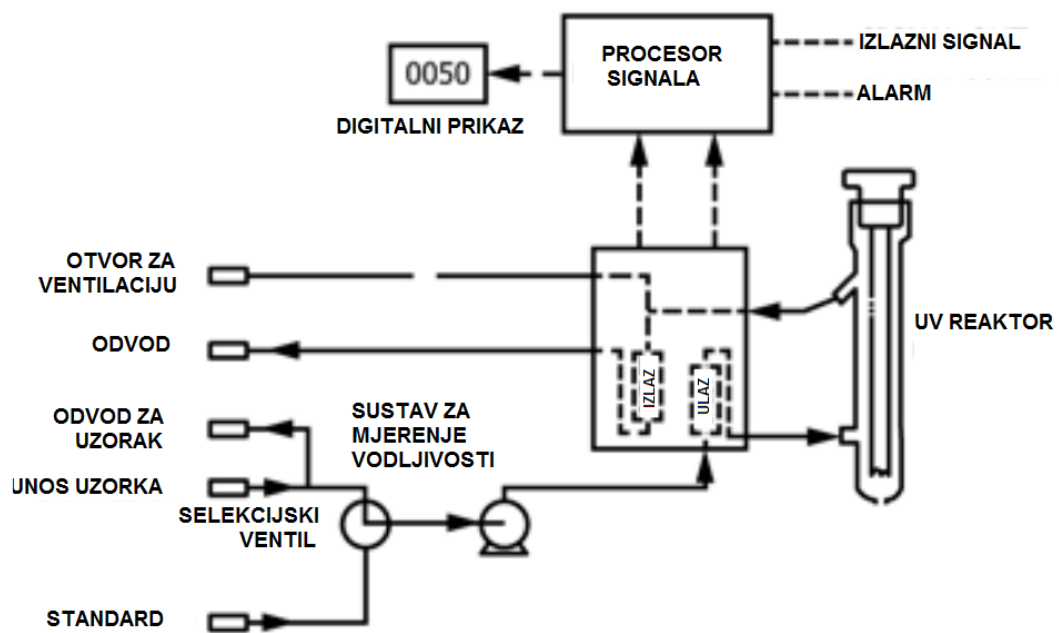 PROCESOR
SIGNALA
IZLAZNI SIGNAL
ALARM
0050
DIGITALNI PRIKAZ
OTVOR ZA
VENTILACIJU
ODVOD
ODVOD ZA
UZORAK
UNOS UZORKA
STANDARD
SELEKCIJSKI
VENTIL
SUSTAV ZA
MJERENJE
VODLJIVOSTI
IZLAZ
ULAZ
UV REAKTOR